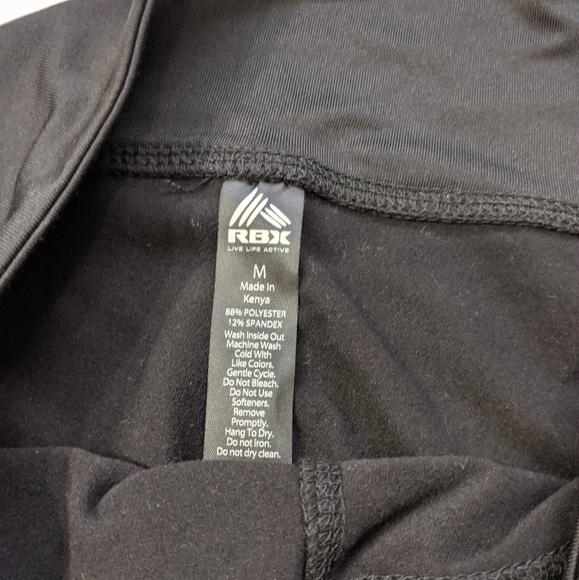 RBX
LIVE LIFE ACTIVE
M
Made In
Kenya
88% POLYESTER
12% SPANDEX
Wash Inside Out
Machine Wash
Cold With
Like Colors.
Gentle Cycle.
Do Not Bleach.
Do Not Use
Softeners.
Remove
Promptly.
Hang To Dry.
Do not iron.
Do not dry clean.